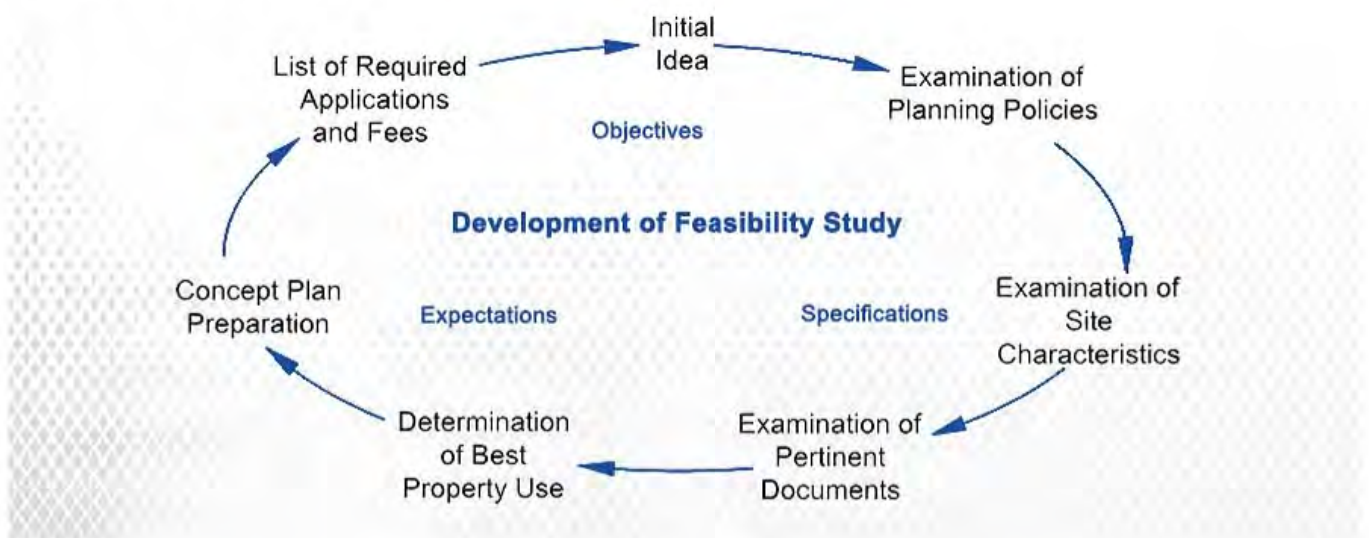 Initial
Idea
List of Required
Applications
and Fees
Examination of
Planning Policies
Objectives
Development of Feasibility Study
Concept Plan
Preparation
Expectations
Specifications
Examination of
Site
Characteristics
Determination
of Best
Property Use
Examination of
Pertinent
Documents